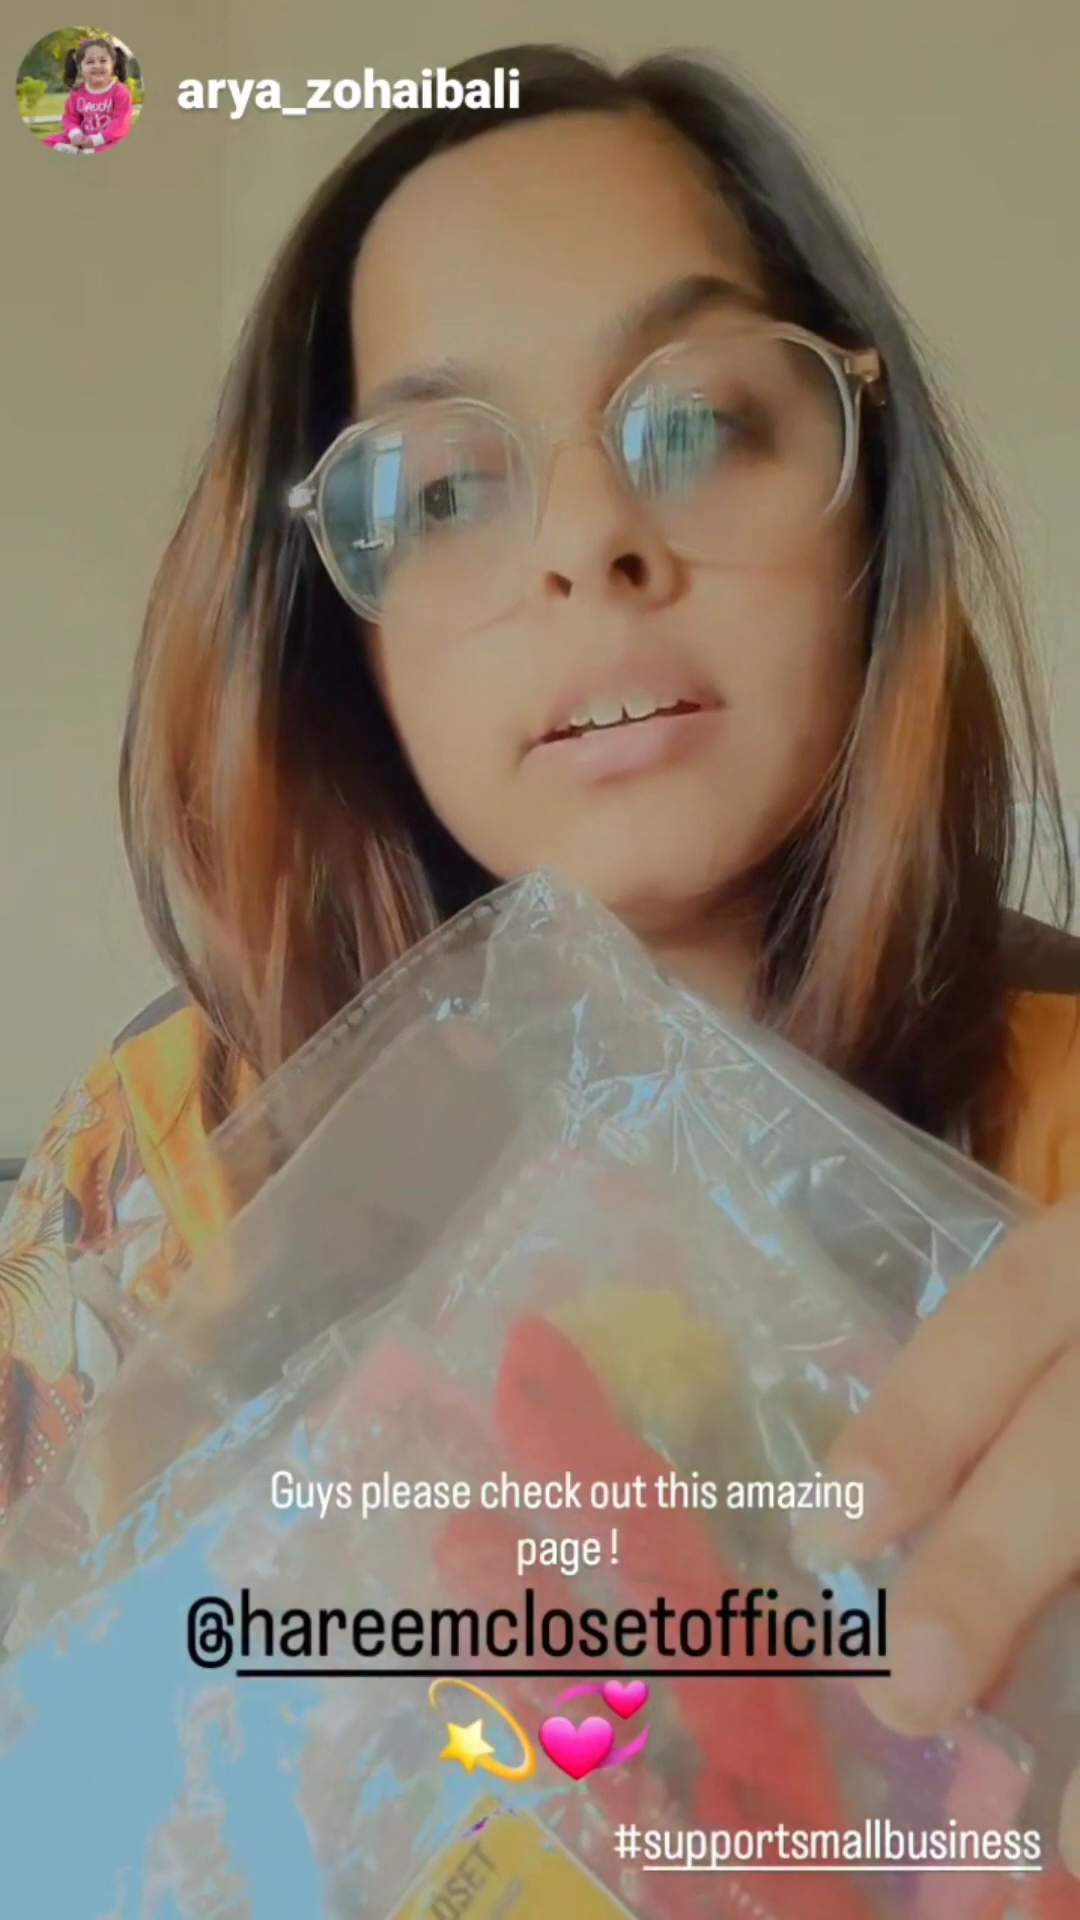 arya_zohaibali
Guys please check out this amazing
page !
@hareemclosetofficial
#supportsmallbusiness